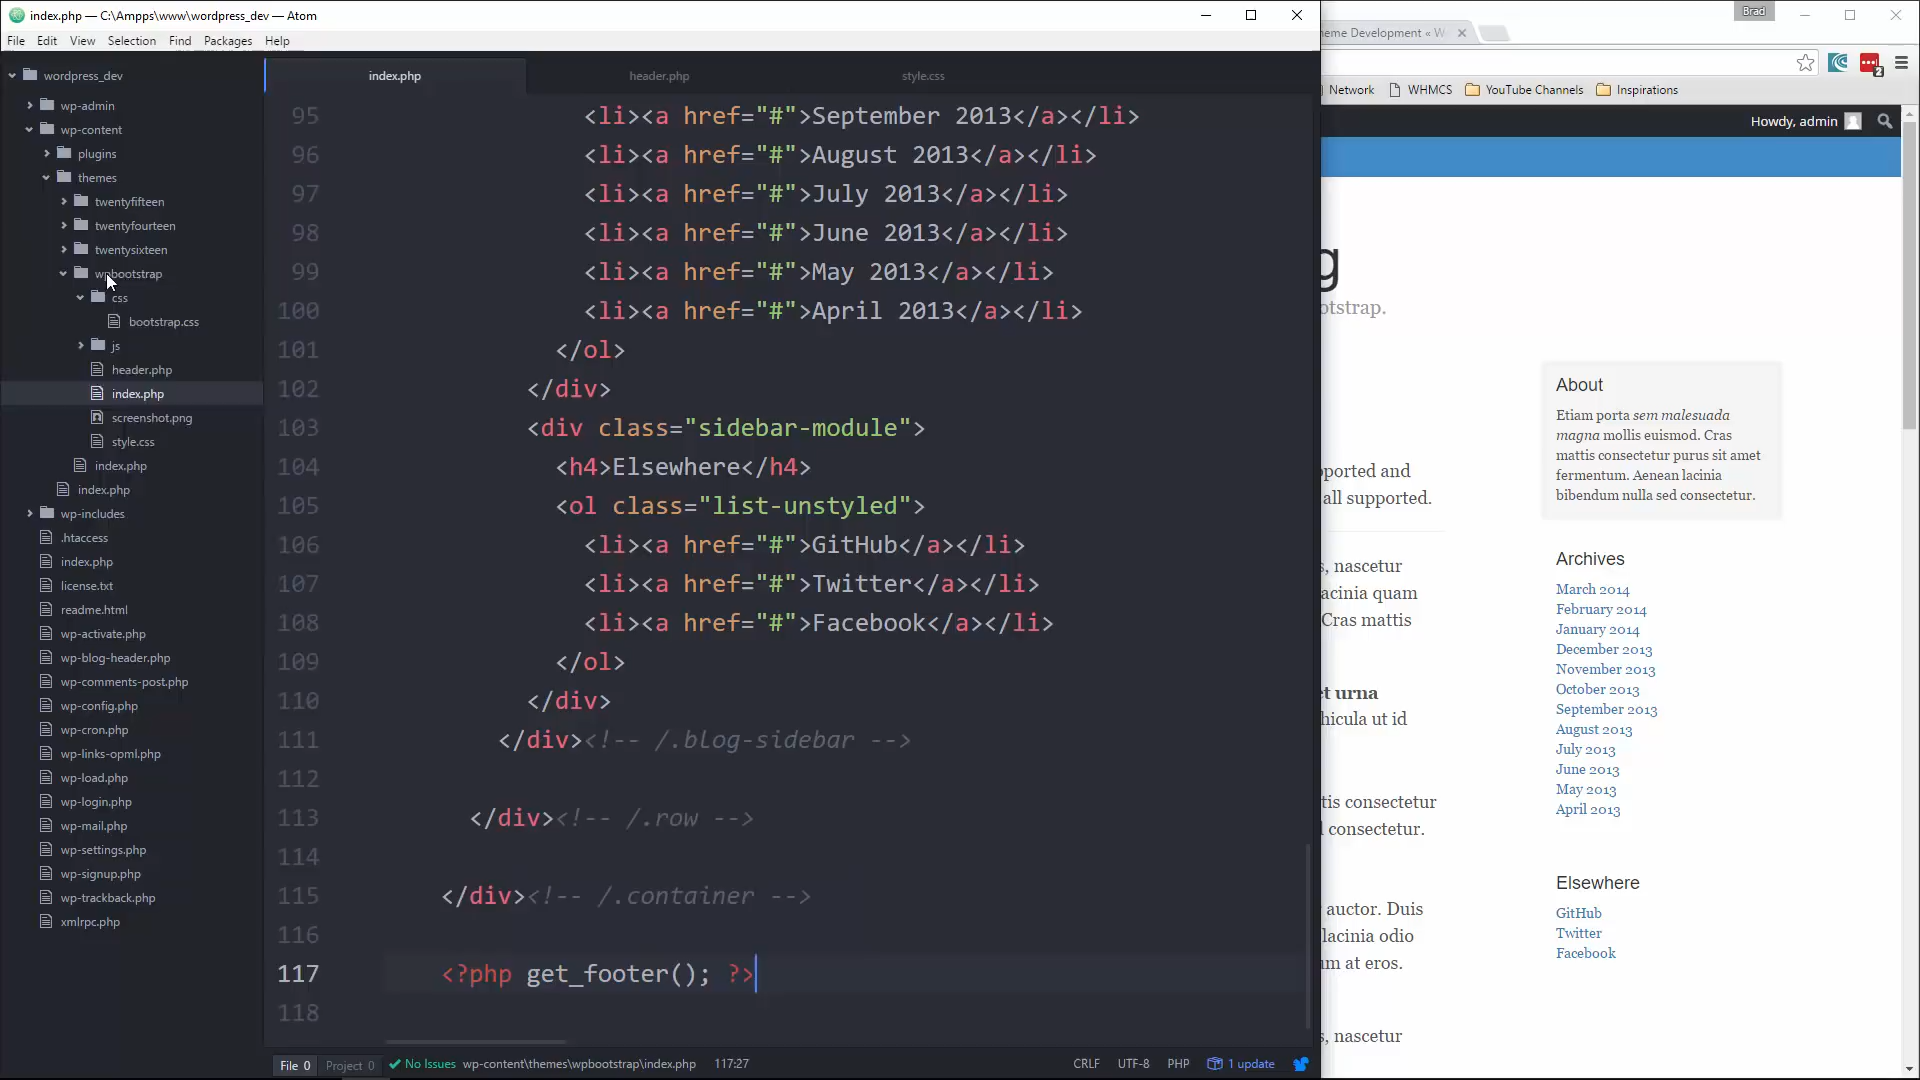 index.php — C:\Ampps\www\wordpress_dev — Atom
File Edit View Selection Find Packages Help
wordpress_dev
wp-admin
wp-content
plugins
themes
twentyfifteen
twentyfourteen
twentysixteen
wpbootstrap
css
bootstrap.css
js
header.php
index.php
screenshot.png
style.css
index.php
index.php
wp-includes
.htaccess
index.php
license.txt
readme.html
wp-activate.php
wp-blog-header.php
wp-comments-post.php
wp-config.php
wp-cron.php
wp-links-opml.php
wp-load.php
wp-login.php
wp-mail.php
wp-settings.php
wp-signup.php
wp-trackback.php
xmlrpc.php
index.php header.php style.css
95 <li><a href="#">September 2013</a></li>
96 <li><a href="#">August 2013</a></li>
97 <li><a href="#">July 2013</a></li>
98 <li><a href="#">June 2013</a></li>
99 <li><a href="#">May 2013</a></li>
100 <li><a href="#">April 2013</a></li>
101 </ol>
102 </div>
103 <div class="sidebar-module">
104 <h4>Elsewhere</h4>
105 <ol class="list-unstyled">
106 <li><a href="#">GitHub</a></li>
107 <li><a href="#">Twitter</a></li>
108 <li><a href="#">Facebook</a></li>
109 </ol>
110 </div>
111 </div><!-- /.blog-sidebar -->
112
113 </div><!-- /.row -->
114
115 </div><!-- /.container -->
116
117 <?php get_footer(); ?>
118
File 0 Project 0 No Issues wp-content\themes\wpbootstrap\index.php 117:27 CRLF UTF-8 PHP 1 update
Brad
eme Development « W
2
Network WHMCS YouTube Channels Inspirations
Howdy, admin
g
otstrap.
ported and
all supported.
s, nascetur
acinia quam
Cras mattis
et urna
hicula ut id
tis consectetur
d consectetur.
auctor. Duis
lacinia odio
um at eros.
s, nascetur
About
Etiam porta sem malesuada
magna mollis euismod. Cras
mattis consectetur purus sit amet
fermentum. Aenean lacinia
bibendum nulla sed consectetur.
Archives
March 2014
February 2014
January 2014
December 2013
November 2013
October 2013
September 2013
August 2013
July 2013
June 2013
May 2013
April 2013
Elsewhere
GitHub
Twitter
Facebook